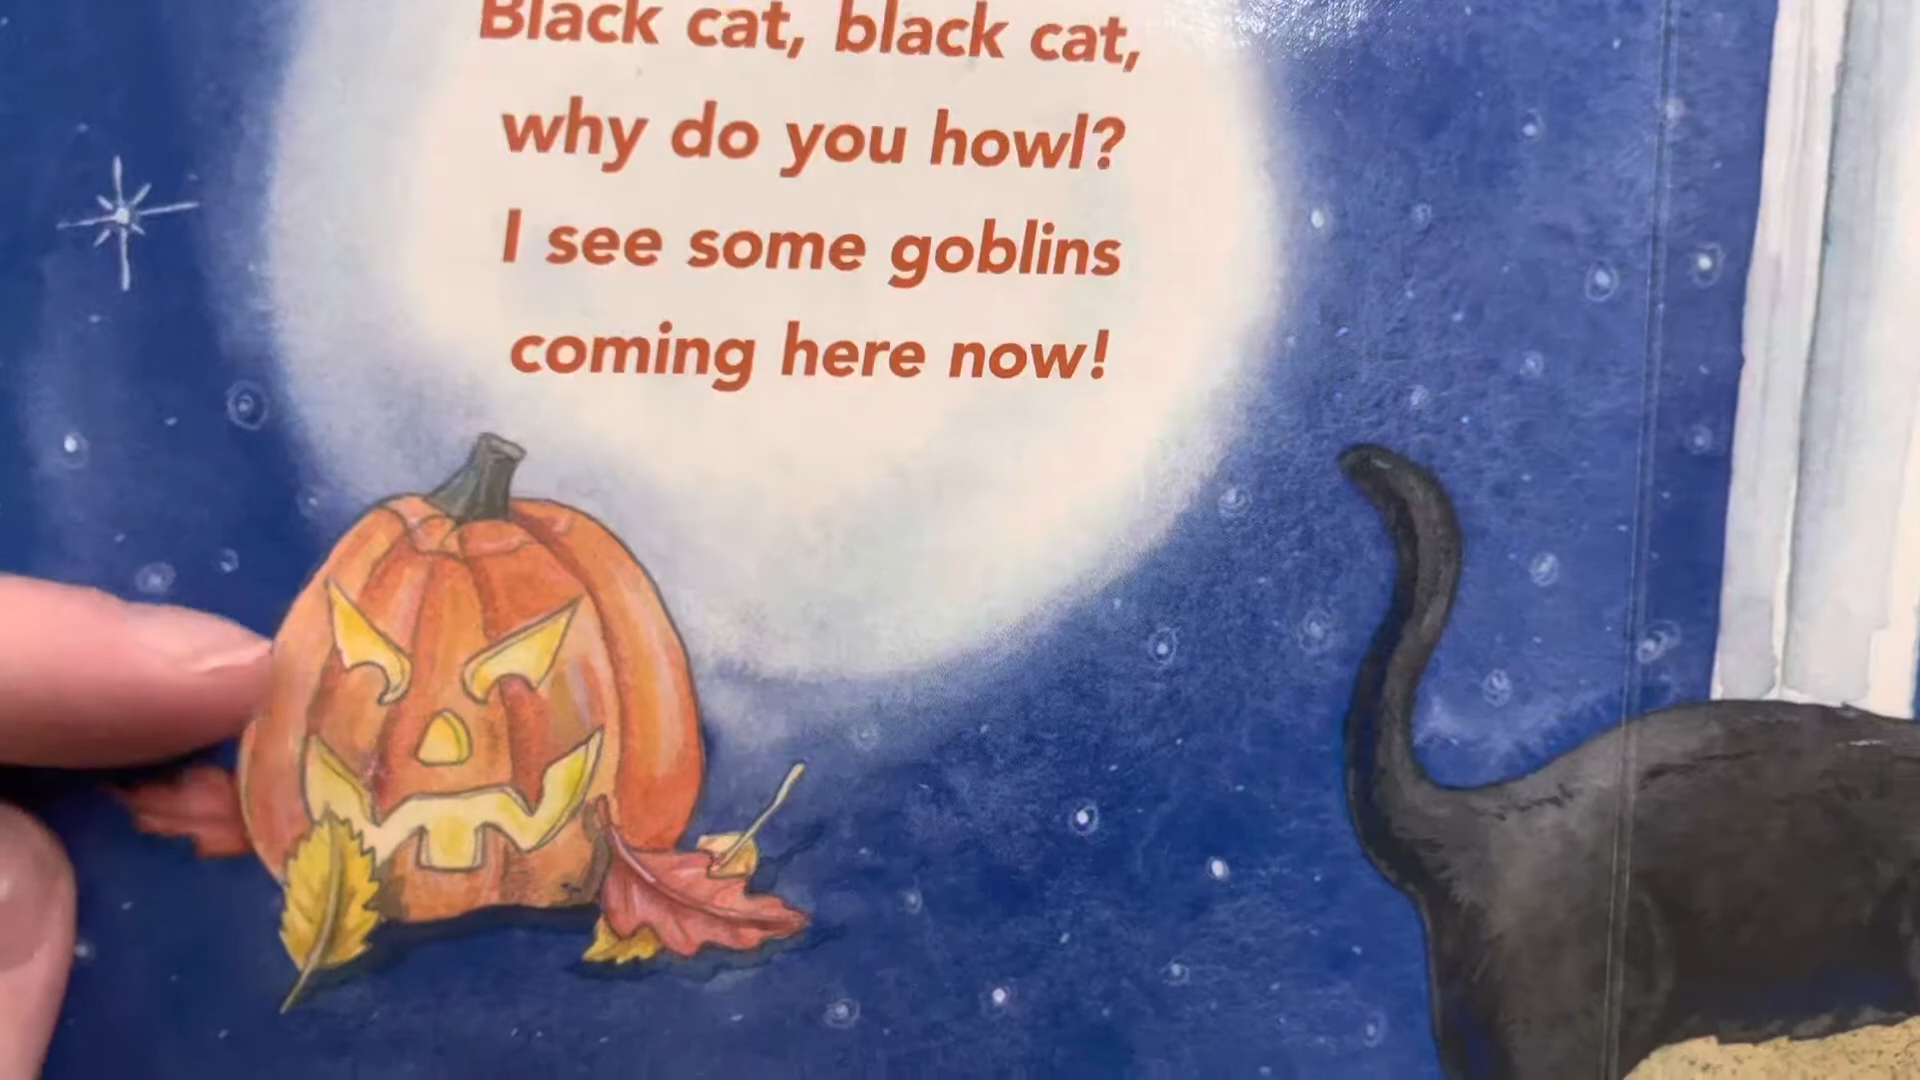 Black cat, black cat,
why do you howl?
I see some goblins
coming here now!